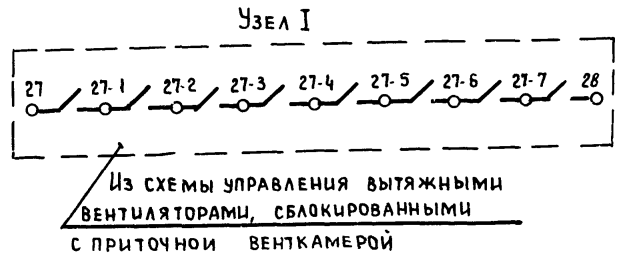 Узел I
27 27-1 27-2 27-3 27-4 27-5 27-6 27-7 28
Из схемы управления вытяжными
вентиляторами, сблокированными
с приточной венткамерой